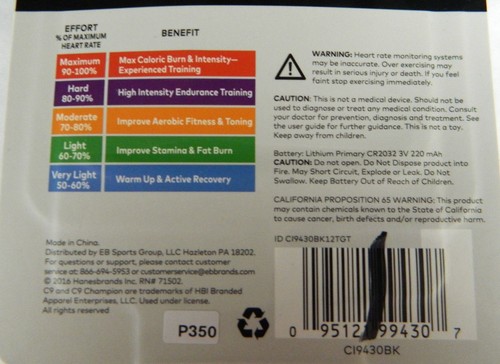 EFFORT
% OF MAXIMUM
HEART RATE
BENEFIT
Maximum
90-100%
Max Caloric Burn & Intensity—
Experienced Training
Hard
80-90%
High Intensity Endurance Training
Moderate
70-80%
Improve Aerobic Fitness & Toning
Light
60-70%
Improve Stamina & Fat Burn
Very Light
50-60%
Warm Up & Active Recovery
WARNING: Heart rate monitoring systems
may be inaccurate. Over exercising may
result in serious injury or death. If you feel
faint stop exercising immediately.
CAUTION: This is not a medical device. Should not be
used to diagnose or treat any medical condition. Consult
your doctor for prevention, diagnosis and treatment. See
the user guide for further guidance. This is not a toy.
Keep away from children.
Battery: Lithium Primary CR2032 3V 220 mAh
CAUTION: Do not open. Do Not Dispose product into
Fire. May Short Circuit, Explode or Leak. Do Not
Swallow. Keep Battery Out of Reach of Children.
CALIFORNIA PROPOSITION 65 WARNING: This product
may contain chemicals known to the State of California
to cause cancer, birth defects and/or reproductive harm.
Made in China.
Distributed by EB Sports Group, LLC Hazleton PA 18202.
For questions or support, please contact customer
service at: 866-694-5953 or customerservice@ebbrands.com
© 2016 Hanesbrands Inc. RN# 71502.
C9 and C9 Champion are trademarks of HBI Branded
Apparel Enterprises, LLC. Used under license.
All rights reserved
P350
ID CI9430BK12TGT
0 95121 99430 7
CI9430BK